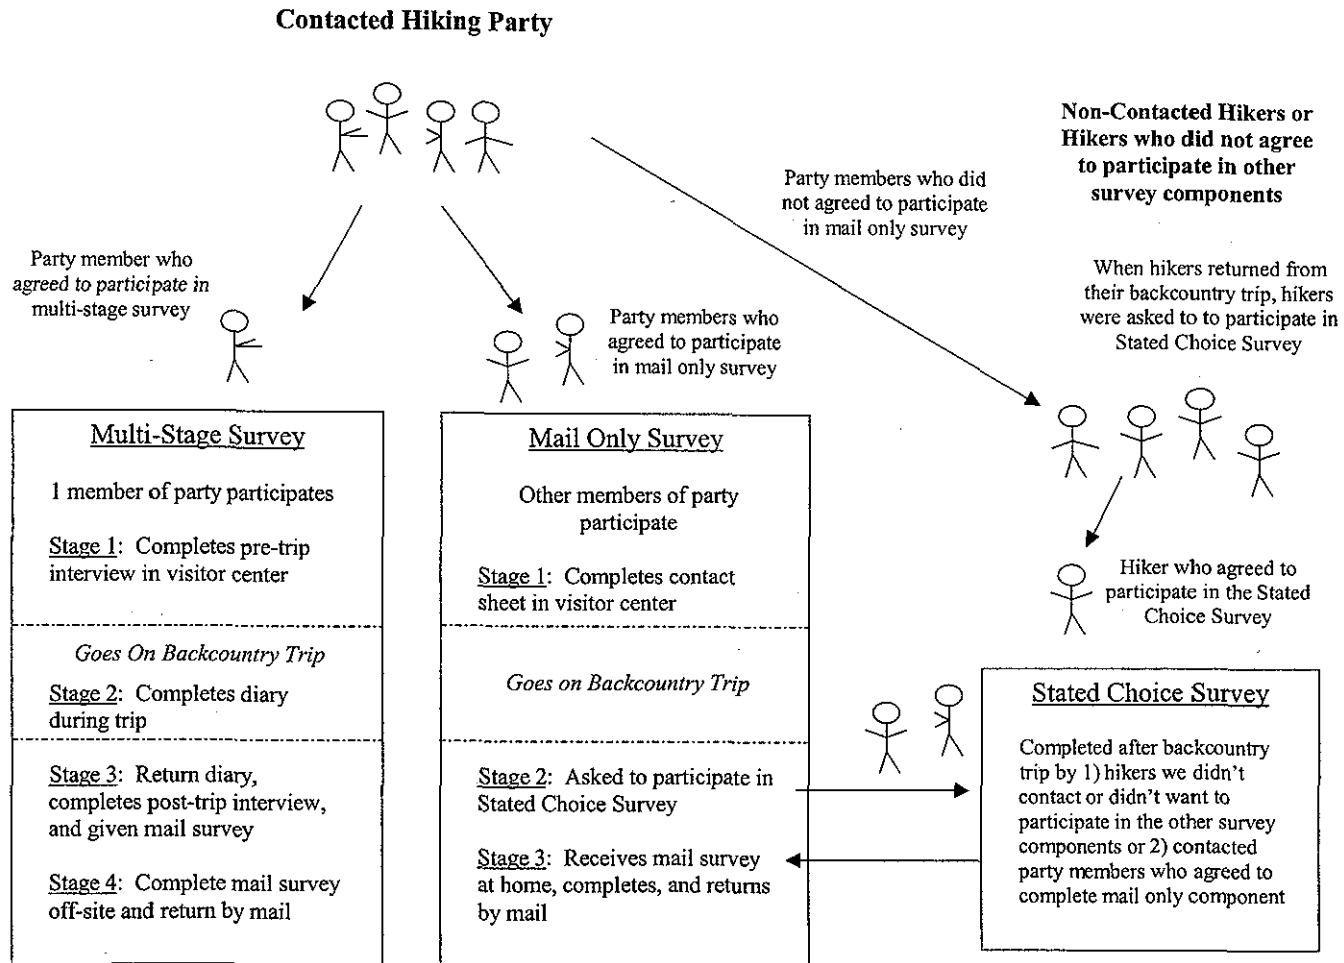 Contacted Hiking Party
Non-Contacted Hikers or
Hikers who did not agree
to participate in other
survey components
Party members who did
not agreed to participate
in mail only survey
When hikers returned from
their backcountry trip, hikers
were asked to to participate in
Stated Choice Survey
Party member who
agreed to participate in
multi-stage survey
Party members who
agreed to participate
in mail only survey
Multi-Stage Survey
1 member of party participates
Stage 1: Completes pre-trip
interview in visitor center
Goes On Backcountry Trip
Stage 2: Completes diary
during trip
Stage 3: Return diary,
completes post-trip interview,
and given mail survey
Stage 4: Complete mail survey
off-site and return by mail
Mail Only Survey
Other members of party
participate
Stage 1: Completes contact
sheet in visitor center
Goes on Backcountry Trip
Stage 2: Asked to participate in
Stated Choice Survey
Stage 3: Receives mail survey
at home, completes, and returns
by mail
Hiker who agreed to
participate in the Stated
Choice Survey
Stated Choice Survey
Completed after backcountry
trip by 1) hikers we didn't
contact or didn't want to
participate in the other survey
components or 2) contacted
party members who agreed to
complete mail only component